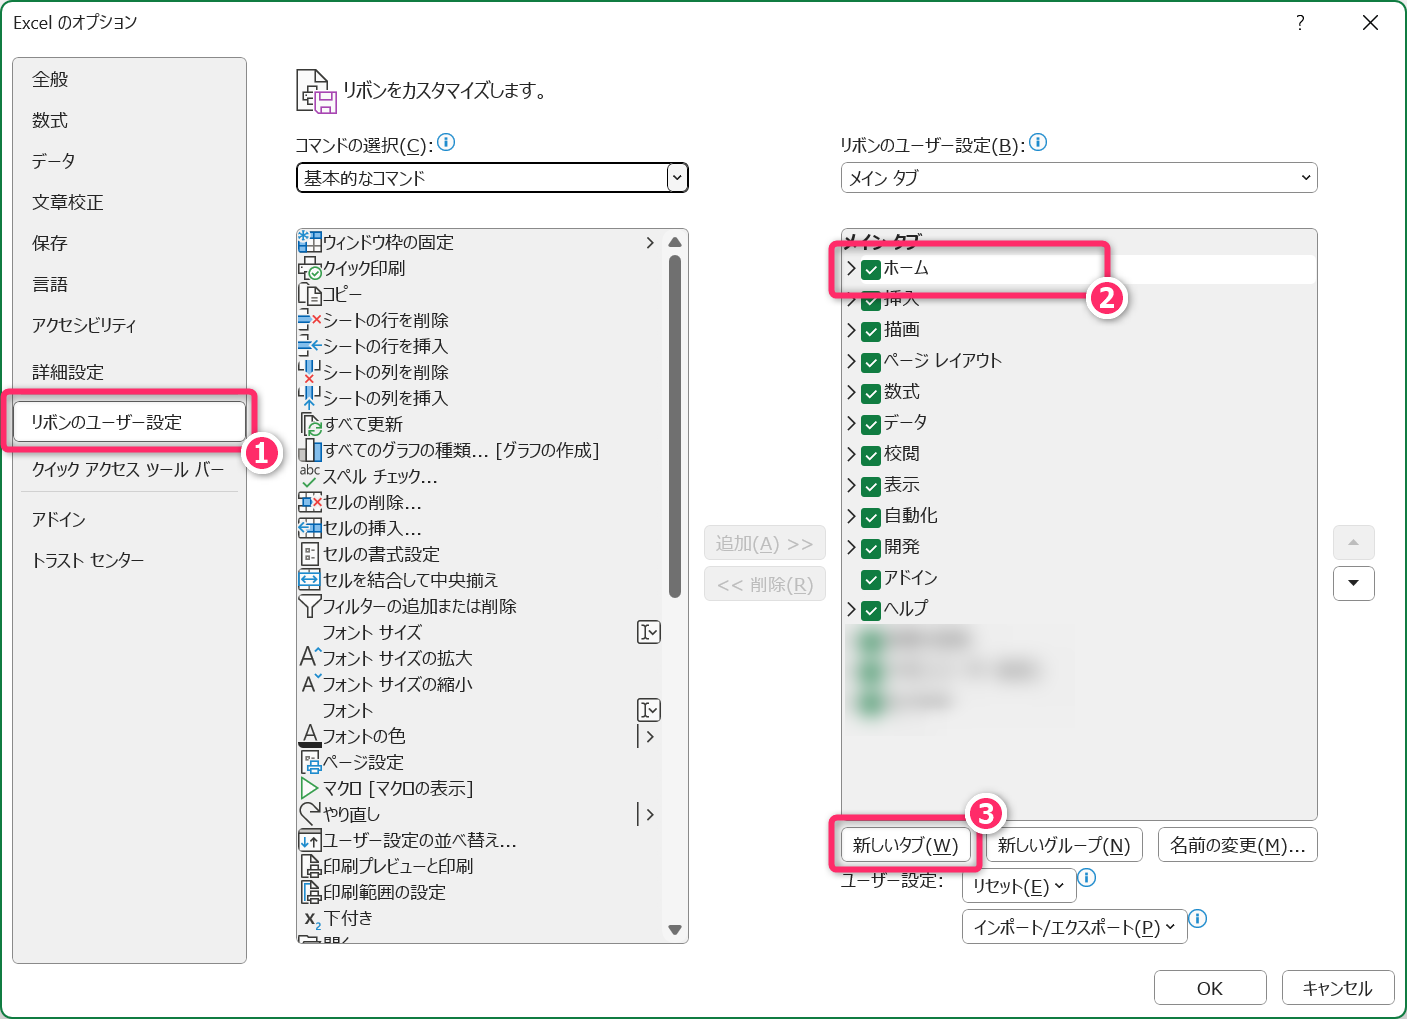 Excel のオプション
?
全般
数式
データ
文章校正
保存
言語
アクセシビリティ
詳細設定
リボンのユーザー設定
1
クイック アクセス ツール バー
アドイン
トラスト センター
リボンをカスタマイズします。
コマンドの選択(C):
基本的なコマンド
ウィンドウ枠の固定
クイック印刷
コピー
シートの行を削除
シートの行を挿入
シートの列を削除
シートの列を挿入
すべて更新
すべてのグラフの種類... [グラフの作成]
スペル チェック...
セルの削除...
セルの挿入...
セルの書式設定
セルを結合して中央揃え
フィルターの追加または削除
フォント サイズ
フォント サイズの拡大
フォント サイズの縮小
フォント
フォントの色
ページ設定
マクロ [マクロの表示]
やり直し
ユーザー設定の並べ替え...
印刷プレビューと印刷
印刷範囲の設定
下付き
開く
追加(A) >>
<< 削除(R)
リボンのユーザー設定(B):
メイン タブ
メイン タブ
ホーム
2
挿入
描画
ページ レイアウト
数式
データ
校閲
表示
自動化
開発
アドイン
ヘルプ
3
新しいタブ(W)
新しいグループ(N)
名前の変更(M)...
ユーザー設定:
リセット(E)
インポート/エクスポート(P)
OK
キャンセル